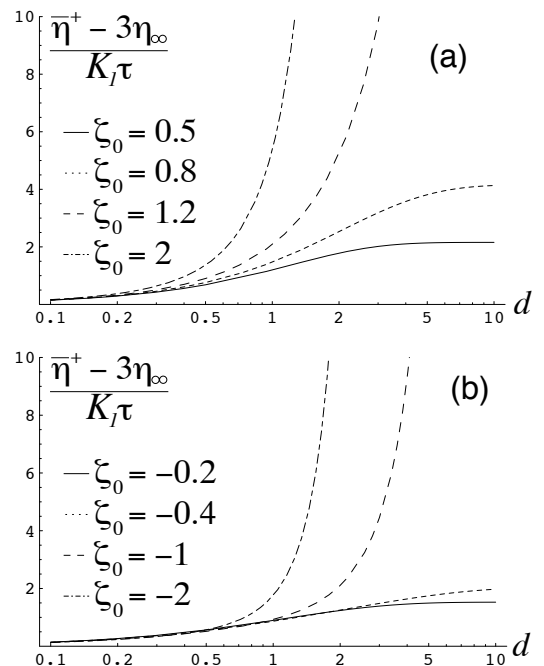 10
η̅⁺ − 3η∞
K_Iτ
(a)
8
ζ₀ = 0.5
6
ζ₀ = 0.8
4
ζ₀ = 1.2
2
ζ₀ = 2
0.1 0.2 0.5 1 2 5 10 d
10
η̅⁺ − 3η∞
K_Iτ
(b)
8
6
ζ₀ = −0.2
ζ₀ = −0.4
4
ζ₀ = −1
2
ζ₀ = −2
0.1 0.2 0.5 1 2 5 10 d